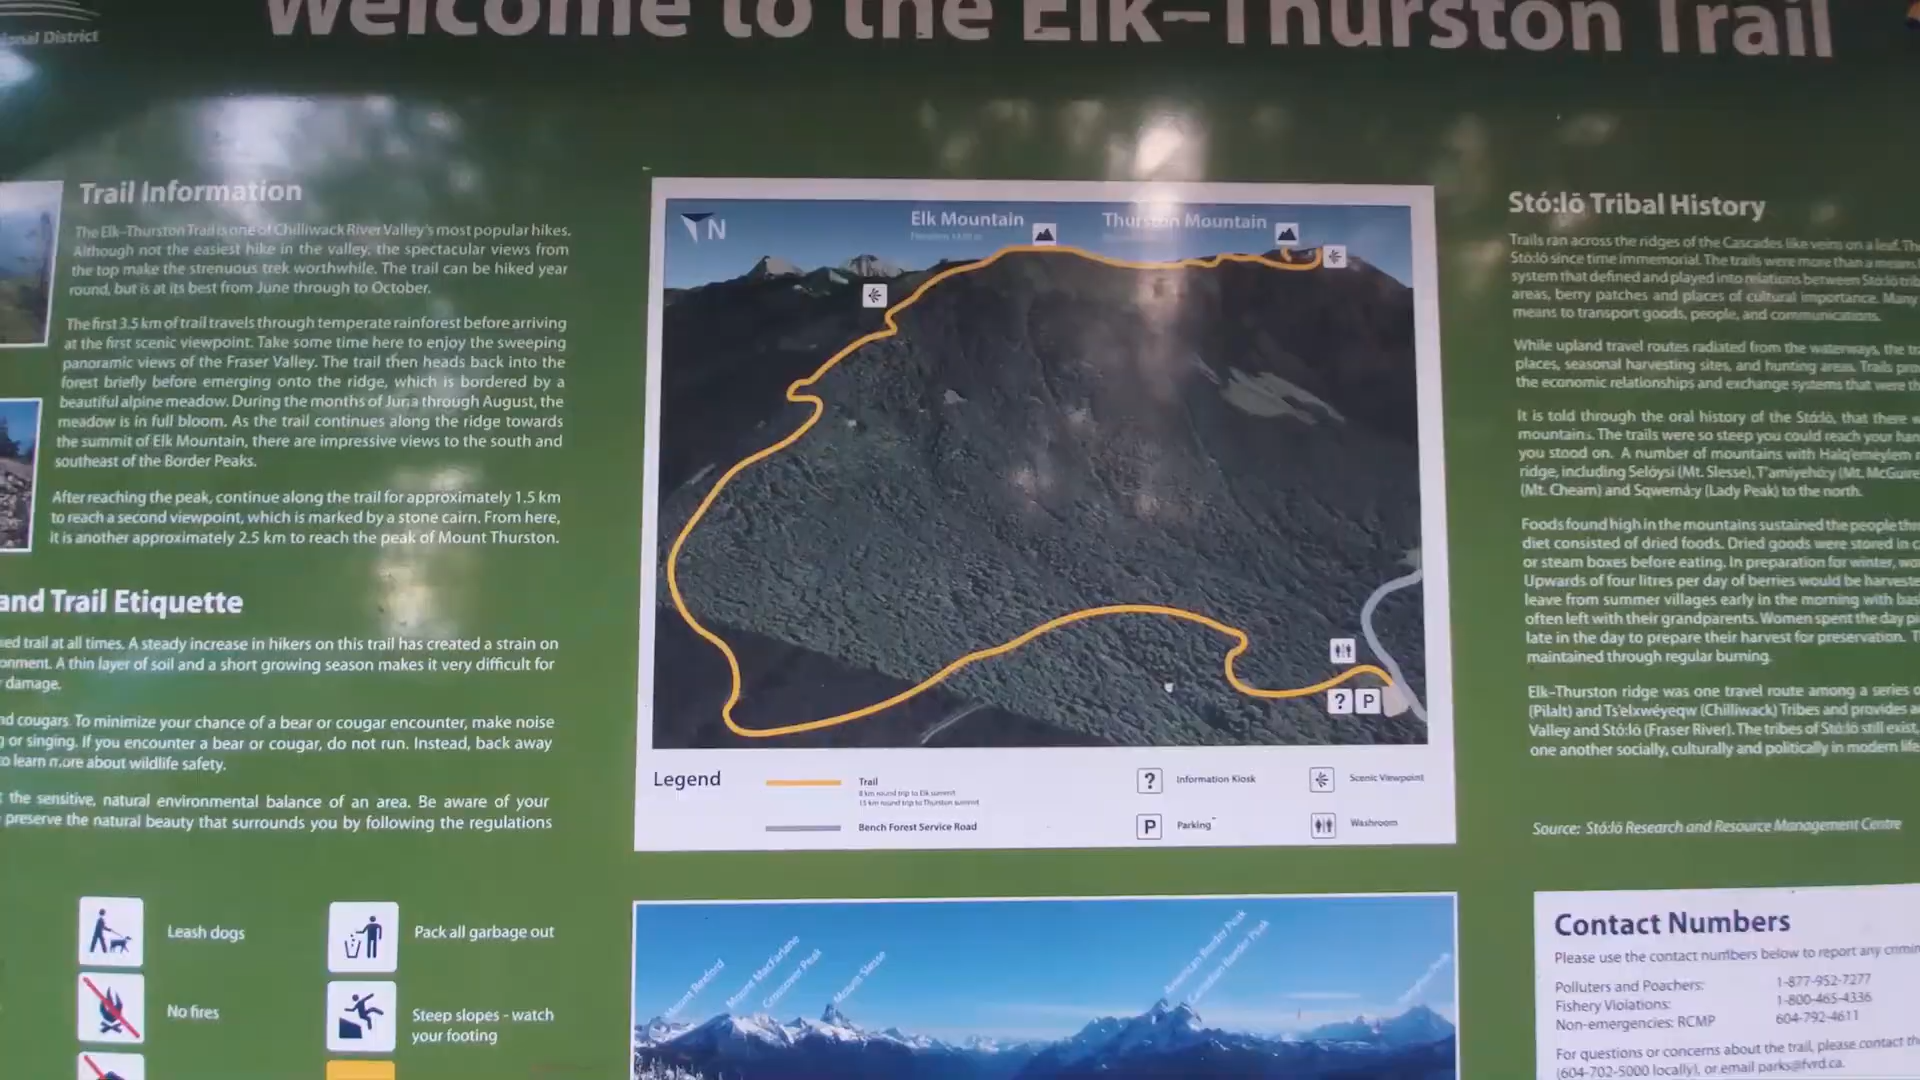 Welcome to the Elk–Thurston Trail
District
Trail Information
The Elk–Thurston Trail is one of Chilliwack River Valley's most popular hikes.
Although not the easiest hike in the valley, the spectacular views from
the top make the strenuous trek worthwhile. The trail can be hiked year
round, but is at its best from June through to October.
The first 3.5 km of trail travels through temperate rainforest before arriving
at the first scenic viewpoint. Take some time here to enjoy the sweeping
panoramic views of the Fraser Valley. The trail then heads back into the
forest briefly before emerging onto the ridge, which is bordered by a
beautiful alpine meadow. During the months of June through August, the
meadow is in full bloom. As the trail continues along the ridge towards
the summit of Elk Mountain, there are impressive views to the south and
southeast of the Border Peaks.
After reaching the peak, continue along the trail for approximately 1.5 km
to reach a second viewpoint, which is marked by a stone cairn. From here,
it is another approximately 2.5 km to reach the peak of Mount Thurston.
and Trail Etiquette
trail at all times. A steady increase in hikers on this trail has created a strain on
A thin layer of soil and a short growing season makes it very difficult for
damage.
cougars. To minimize your chance of a bear or cougar encounter, make noise
or singing. If you encounter a bear or cougar, do not run. Instead, back away
to learn more about wildlife safety.
the sensitive, natural environmental balance of an area. Be aware of your
preserve the natural beauty that surrounds you by following the regulations
Leash dogs
Pack all garbage out
No fires
Steep slopes - watch
your footing
N
Elk Mountain
Thurston Mountain
? P
Legend
Trail
8 km round trip to Elk summit
15 km round trip to Thurston summit
Bench Forest Service Road
? Information Kiosk
P Parking
Scenic Viewpoint
Washroom
Mount Rexford
Mount MacFarlane
Crossover Peak
Mount Slesse
American Border Peak
Canadian Border Peak
Stó:lō Tribal History
Trails ran across the ridges of the Cascades like veins on a leaf.
Stó:lō since time immemorial. The trails were more than a means
system that defined and played into relations between Stó:lō
areas, berry patches and places of cultural importance. Many
means to transport goods, people, and communications.
While upland travel routes radiated from the waterways, the
places, seasonal harvesting sites, and hunting areas. Trails
the economic relationships and exchange systems that were
It is told through the oral history of the Stó:lō, that there
mountains. The trails were so steep you could reach your
you stood on. A number of mountains with Halq'eméylem
ridge, including Selóysi (Mt. Slesse), T'amiyehó:y (Mt. McGuire
(Mt. Cheam) and Sqwemá:y (Lady Peak) to the north.
Foods found high in the mountains sustained the people
diet consisted of dried foods. Dried goods were stored in
or steam boxes before eating. In preparation for winter,
Upwards of four litres per day of berries would be
leave from summer villages early in the morning with
often left with their grandparents. Women spent the day
late in the day to prepare their harvest for preservation.
maintained through regular burning.
Elk–Thurston ridge was one travel route among a series
(Pilalt) and Ts'elxwéyeqw (Chilliwack) Tribes and provides
Valley and Stó:lō (Fraser River). The tribes of Stó:lō still exist,
one another socially, culturally and politically in modern
Source: Stó:lō Research and Resource Management Centre
Contact Numbers
Please use the contact numbers below to report any
Polluters and Poachers: 1-877-952-7277
Fishery Violations: 1-800-465-4336
Non-emergencies: RCMP 604-792-4611
For questions or concerns about the trail, please contact
(604-702-5000 locally), or email parks@fvrd.ca.